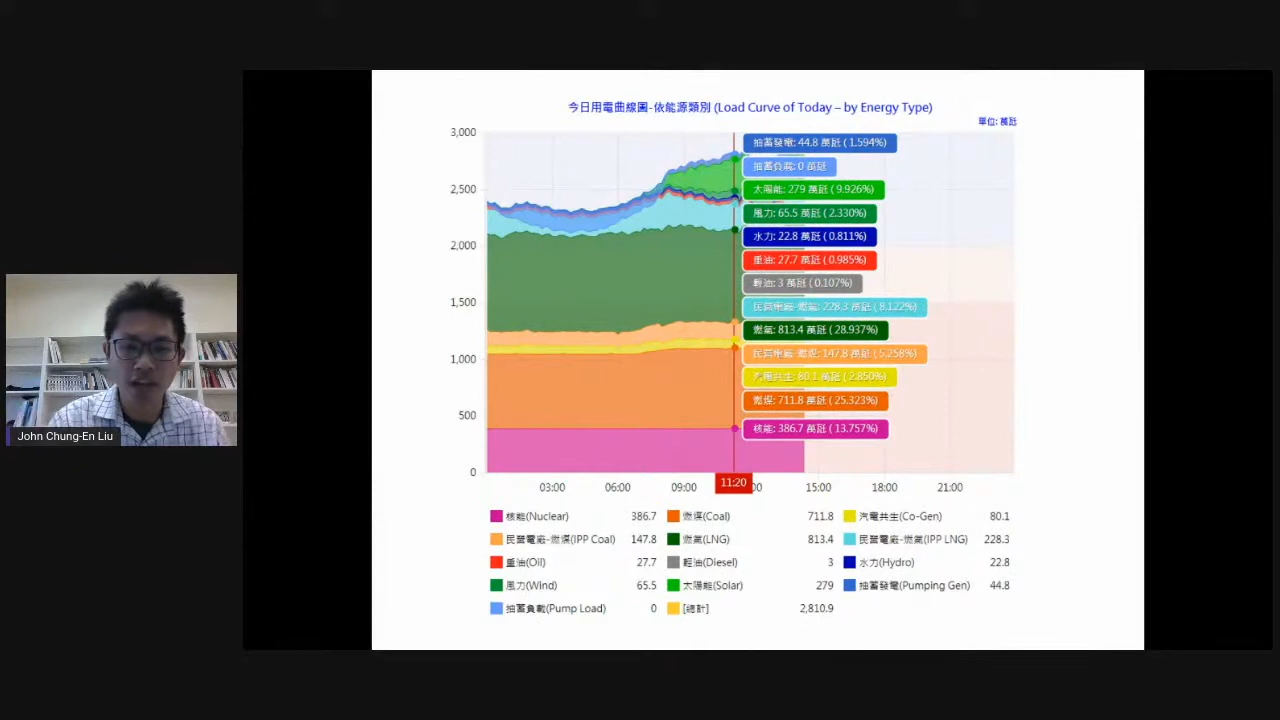 今日用電曲線圖-依能源類別 (Load Curve of Today – by Energy Type)
單位: 萬瓩
3,000
2,500
2,000
1,500
1,000
500
0
抽蓄發電: 44.8 萬瓩 ( 1.594%)
抽蓄負載: 0 萬瓩
太陽能: 279 萬瓩 ( 9.926%)
風力: 65.5 萬瓩 ( 2.330%)
水力: 22.8 萬瓩 ( 0.811%)
重油: 27.7 萬瓩 ( 0.985%)
輕油: 3 萬瓩 ( 0.107%)
民營電廠-燃氣: 228.3 萬瓩 ( 8.122%)
燃氣: 813.4 萬瓩 ( 28.937%)
民營電廠-燃煤: 147.8 萬瓩 ( 5.258%)
汽電共生: 80.1 萬瓩 ( 2.850%)
燃煤: 711.8 萬瓩 ( 25.323%)
核能: 386.7 萬瓩 ( 13.757%)
John Chung-En Liu
03:00 06:00 09:00 11:20 15:00 18:00 21:00
核能(Nuclear) 386.7 燃煤(Coal) 711.8 汽電共生(Co-Gen) 80.1
民營電廠-燃煤(IPP Coal) 147.8 燃氣(LNG) 813.4 民營電廠-燃氣(IPP LNG) 228.3
重油(Oil) 27.7 輕油(Diesel) 3 水力(Hydro) 22.8
風力(Wind) 65.5 太陽能(Solar) 279 抽蓄發電(Pumping Gen) 44.8
抽蓄負載(Pump Load) 0 [總計] 2,810.9